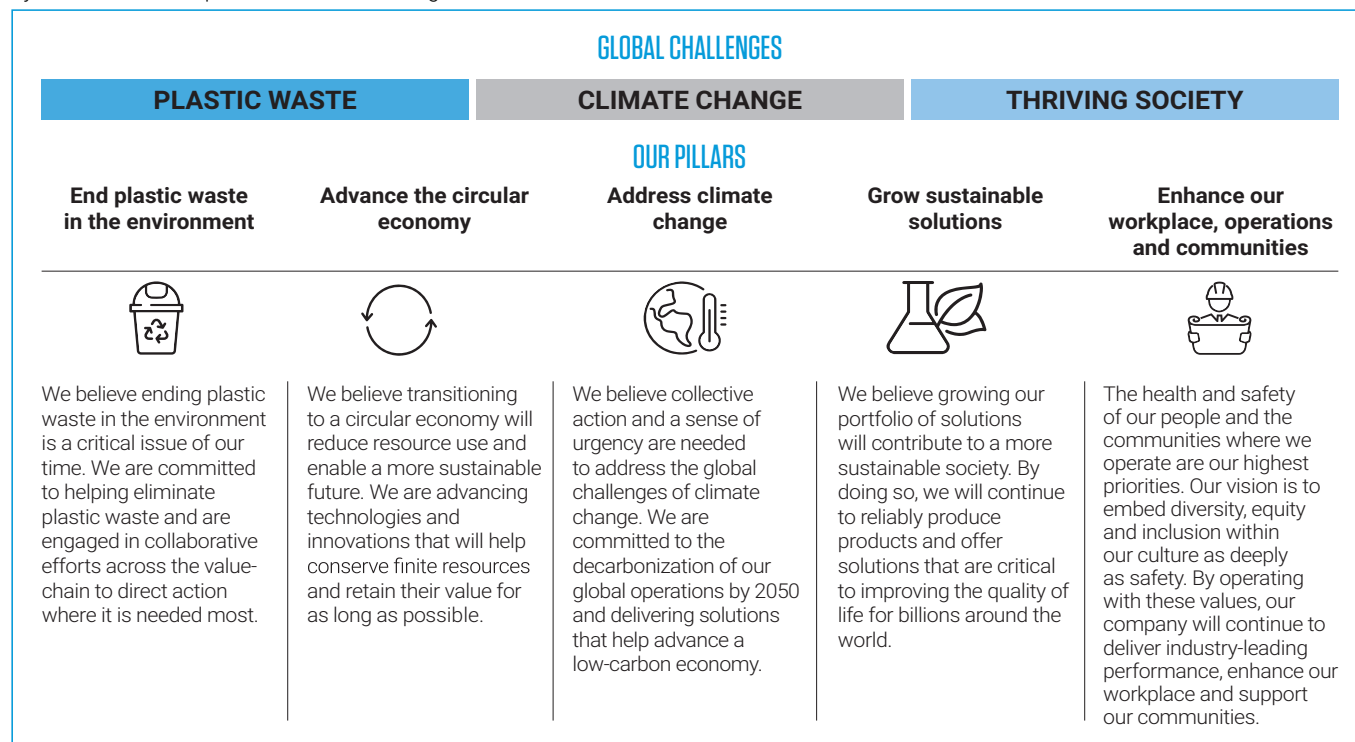 GLOBAL CHALLENGES
PLASTIC WASTE
CLIMATE CHANGE
THRIVING SOCIETY
OUR PILLARS
End plastic waste
in the environment
Advance the circular
economy
Address climate
change
Grow sustainable
solutions
Enhance our
workplace, operations
and communities
We believe ending plastic
waste in the environment
is a critical issue of our
time. We are committed
to helping eliminate
plastic waste and are
engaged in collaborative
efforts across the value-
chain to direct action
where it is needed most.
We believe transitioning
to a circular economy will
reduce resource use and
enable a more sustainable
future. We are advancing
technologies and
innovations that will help
conserve finite resources
and retain their value for
as long as possible.
We believe collective
action and a sense of
urgency are needed
to address the global
challenges of climate
change. We are
committed to the
decarbonization of our
global operations by 2050
and delivering solutions
that help advance a
low-carbon economy.
We believe growing our
portfolio of solutions
will contribute to a more
sustainable society. By
doing so, we will continue
to reliably produce
products and offer
solutions that are critical
to improving the quality of
life for billions around the
world.
The health and safety
of our people and the
communities where we
operate are our highest
priorities. Our vision is to
embed diversity, equity
and inclusion within
our culture as deeply
as safety. By operating
with these values, our
company will continue to
deliver industry-leading
performance, enhance our
workplace and support
our communities.